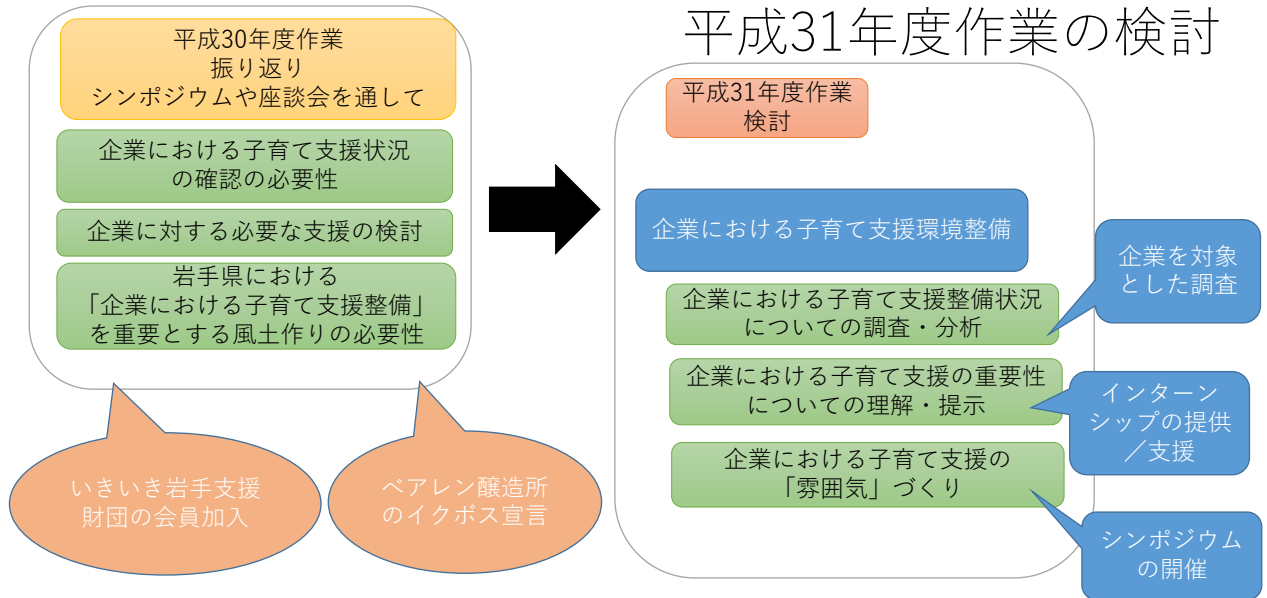 平成31年度作業の検討
平成30年度作業
振り返り
シンポジウムや座談会を通して
企業における子育て支援状況
の確認の必要性
企業に対する必要な支援の検討
岩手県における
「企業における子育て支援整備」
を重要とする風土作りの必要性
いきいき岩手支援
財団の会員加入
ベアレン醸造所
のイクボス宣言
平成31年度作業
検討
企業における子育て支援環境整備
企業における子育て支援整備状況
についての調査・分析
企業を対象
とした調査
企業における子育て支援の重要性
についての理解・提示
インターン
シップの提供
／支援
企業における子育て支援の
「雰囲気」づくり
シンポジウム
の開催